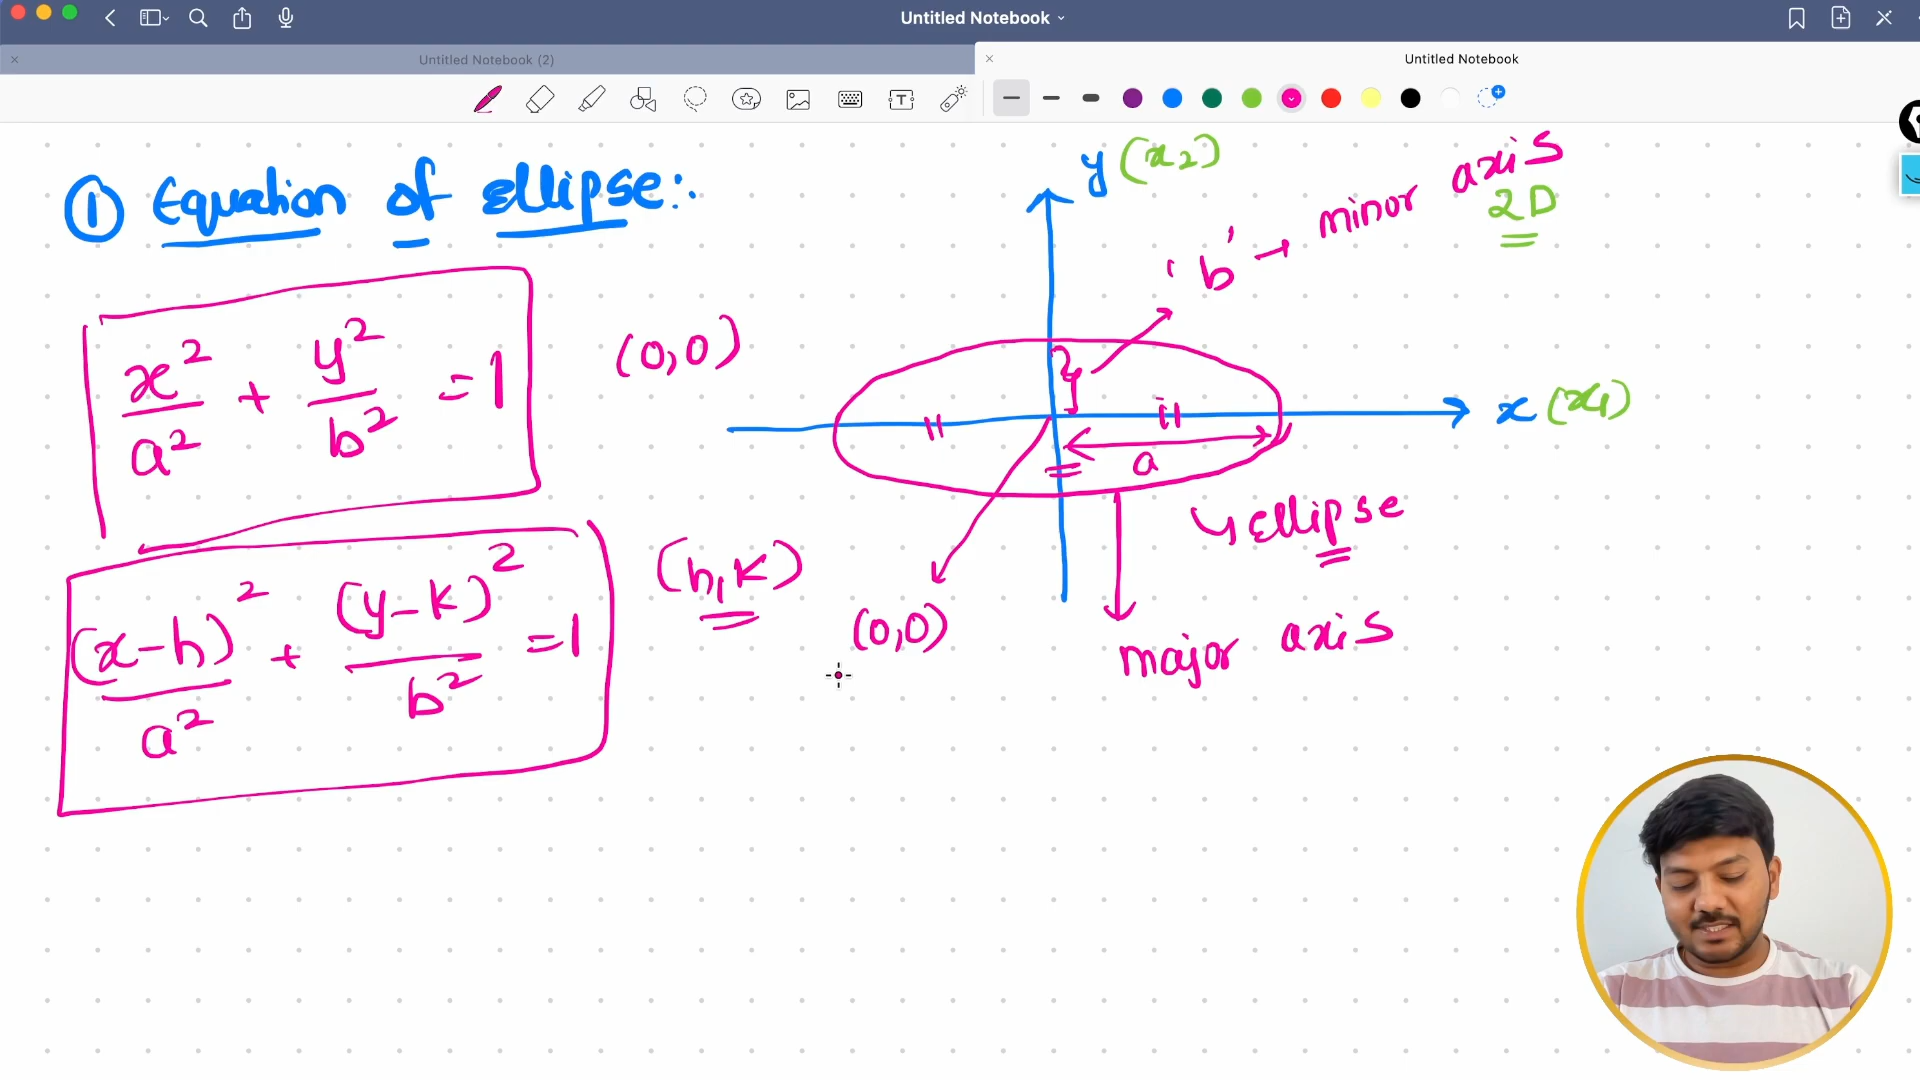 Untitled Notebook
Untitled Notebook (2)
Untitled Notebook
① Equation of ellipse:
x²/a² + y²/b² = 1
(0,0)
(x-h)²/a² + (y-k)²/b² = 1
(h,k)
y (x2)
'b' → minor axis
2D
x (x1)
a
ellipse
(0,0)
major axis